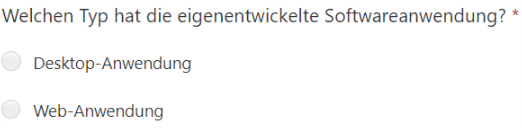 Welchen Typ hat die eigenentwickelte Softwareanwendung? *
Desktop-Anwendung
Web-Anwendung